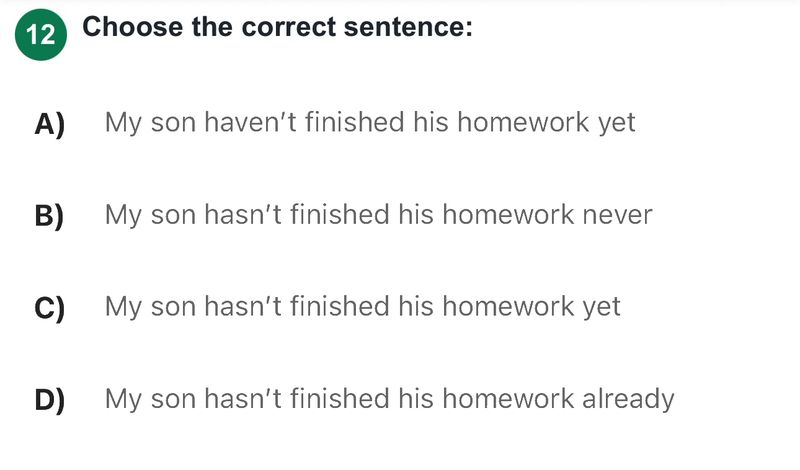 12 Choose the correct sentence:
A) My son haven't finished his homework yet
B) My son hasn't finished his homework never
C) My son hasn't finished his homework yet
D) My son hasn't finished his homework already